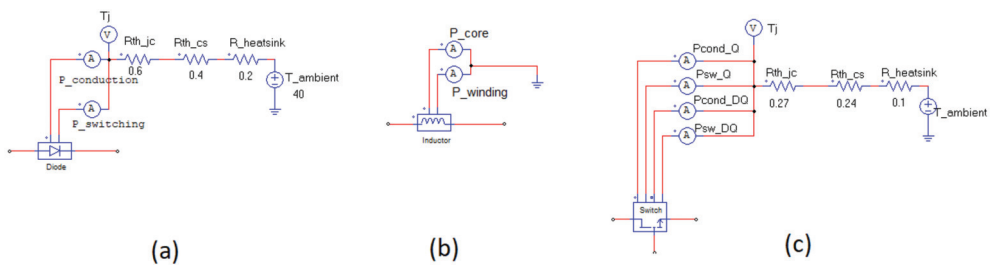 Tj
V
Rth_jc
Rth_cs
R_heatsink
A
0.6
0.4
0.2
P_conduction
T_ambient
40
A
P_switching
Diode
(a)
P_core
A
A
P_winding
Inductor
(b)
V
Tj
Pcond_Q
A
Psw_Q
A
Rth_jc
Rth_cs
R_heatsink
Pcond_DQ
0.27
0.24
0.1
A
T_ambient
Psw_DQ
A
Switch
(c)